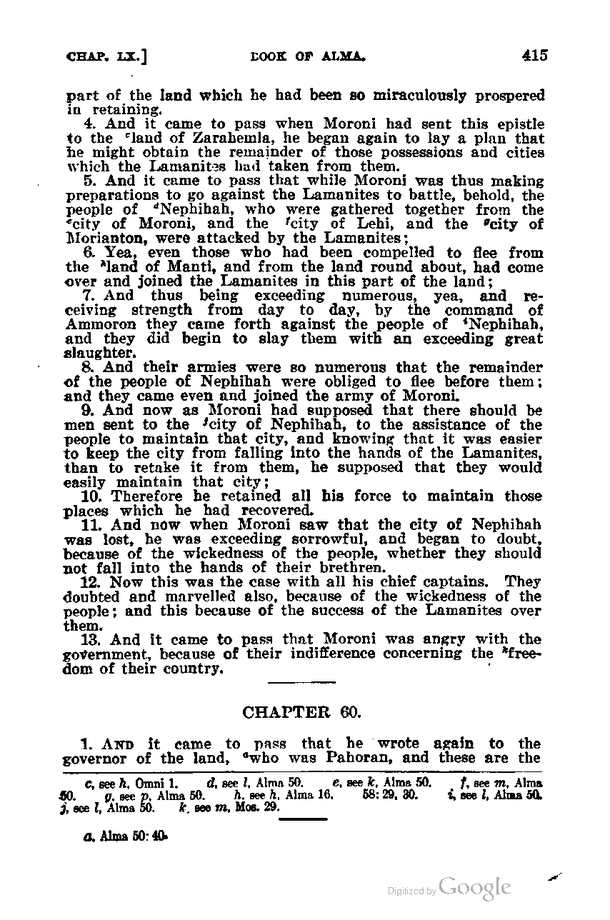 CHAP. LX.] BOOK OF ALMA. 415
part of the land which he had been so miraculously prospered
in retaining.
4. And it came to pass when Moroni had sent this epistle
to the ᶜland of Zarahemla, he began again to lay a plan that
he might obtain the remainder of those possessions and cities
which the Lamanites had taken from them.
5. And it came to pass that while Moroni was thus making
preparations to go against the Lamanites to battle, behold, the
people of ᵈNephihah, who were gathered together from the
ᵉcity of Moroni, and the ᶠcity of Lehi, and the ᵍcity of
Morianton, were attacked by the Lamanites;
6. Yea, even those who had been compelled to flee from
the ʰland of Manti, and from the land round about, had come
over and joined the Lamanites in this part of the land;
7. And thus being exceeding numerous, yea, and re-
ceiving strength from day to day, by the command of
Ammoron they came forth against the people of ⁱNephihah,
and they did begin to slay them with an exceeding great
slaughter.
8. And their armies were so numerous that the remainder
of the people of Nephihah were obliged to flee before them;
and they came even and joined the army of Moroni.
9. And now as Moroni had supposed that there should be
men sent to the ʲcity of Nephihah, to the assistance of the
people to maintain that city, and knowing that it was easier
to keep the city from falling into the hands of the Lamanites,
than to retake it from them, he supposed that they would
easily maintain that city;
10. Therefore he retained all his force to maintain those
places which he had recovered.
11. And now when Moroni saw that the city of Nephihah
was lost, he was exceeding sorrowful, and began to doubt,
because of the wickedness of the people, whether they should
not fall into the hands of their brethren.
12. Now this was the case with all his chief captains. They
doubted and marvelled also, because of the wickedness of the
people; and this because of the success of the Lamanites over
them.
13. And it came to pass that Moroni was angry with the
government, because of their indifference concerning the ᵏfree-
dom of their country.
CHAPTER 60.
1. AND it came to pass that he wrote again to the
governor of the land, ᵃwho was Pahoran, and these are the
c, see h, Omni 1. d, see l, Alma 50. e, see k, Alma 50. f, see m, Alma
50. g, see p, Alma 50. h, see h, Alma 16. 58:29, 30. i, see l, Alma 50.
j, see l, Alma 50. k, see m, Mos. 29.
a, Alma 50:40.
Digitized by Google